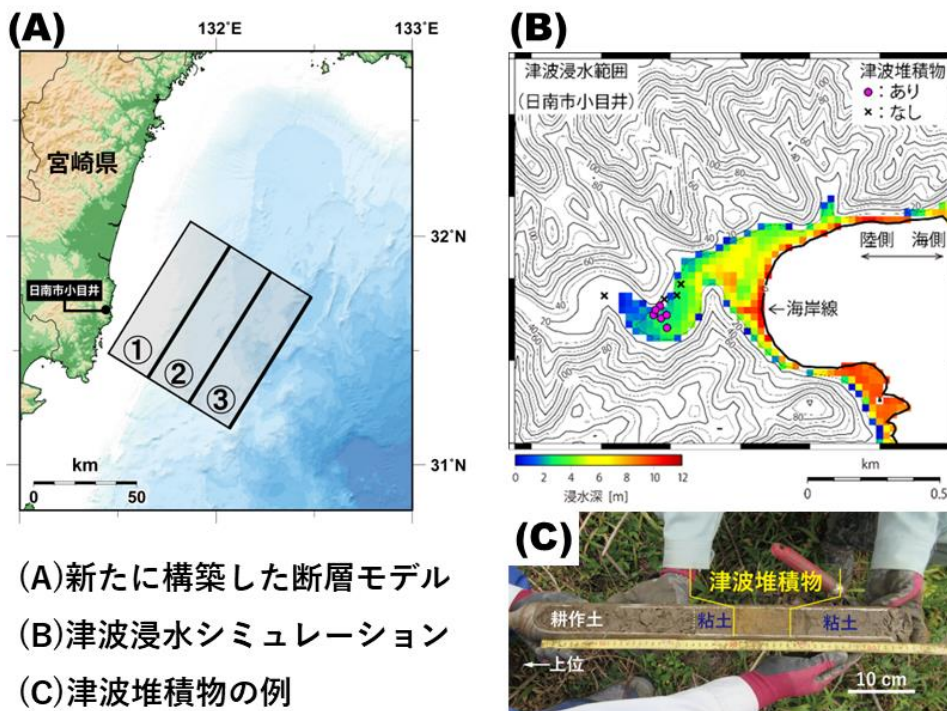 (A)
132°E
133°E
宮崎県
32°N
日南市小目井
①
②
③
km
0
50
31°N
(B)
津波浸水範囲
(日南市小目井)
津波堆積物
●:あり
×:なし
陸側 海側
←海岸線
0 2 4 6 8 10 12
浸水深 [m]
km
0
0.5
(C)
津波堆積物
耕作土
粘土
粘土
←上位
10 cm
(A)新たに構築した断層モデル
(B)津波浸水シミュレーション
(C)津波堆積物の例